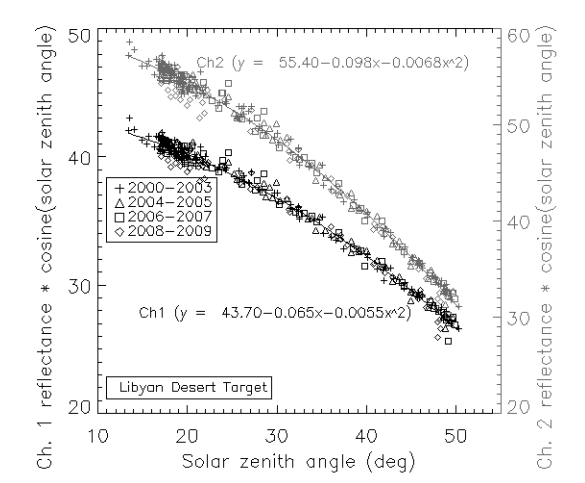 Ch2 (y = 55.40-0.098x-0.0068x^2)
+ 2000-2003
△ 2004-2005
□ 2006-2007
◇ 2008-2009
Ch1 (y = 43.70-0.065x-0.0055x^2)
Libyan Desert Target
Ch. 1 reflectance * cosine(solar zenith angle)
50
40
30
20
Ch. 2 reflectance * cosine(solar zenith angle)
60
50
40
30
20
10 20 30 40 50
Solar zenith angle (deg)